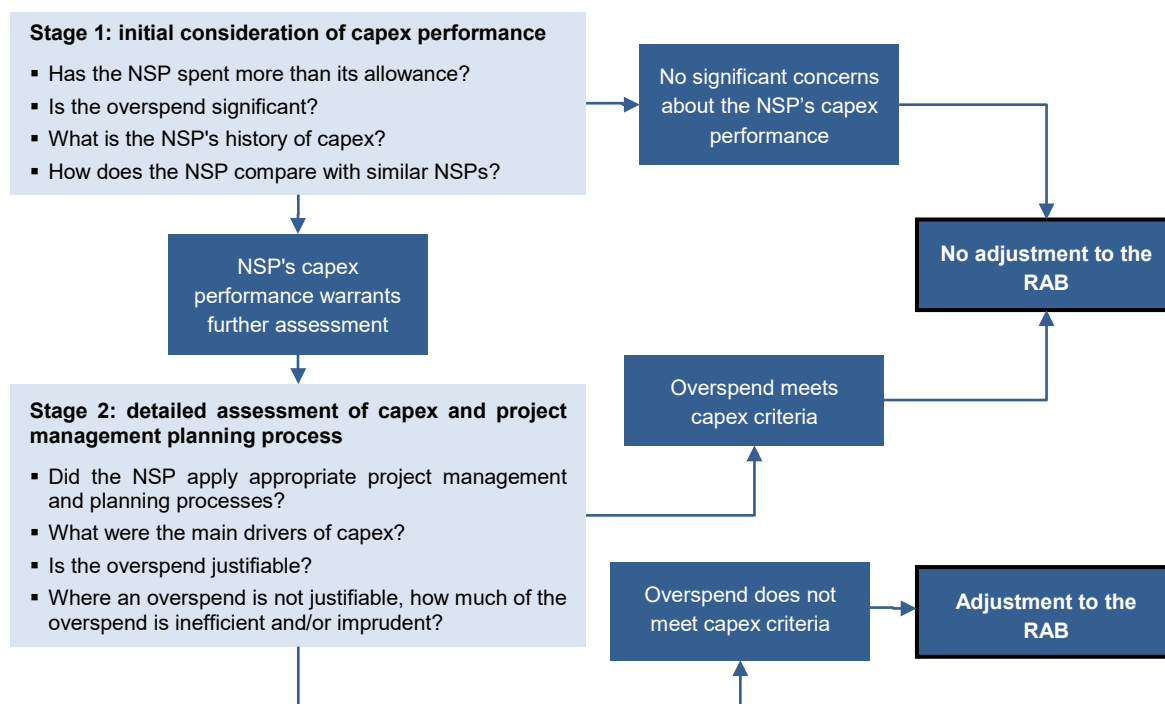 Stage 1: initial consideration of capex performance
▪ Has the NSP spent more than its allowance?
▪ Is the overspend significant?
▪ What is the NSP's history of capex?
▪ How does the NSP compare with similar NSPs?
No significant concerns
about the NSP’s capex
performance
No adjustment to the
RAB
NSP's capex
performance warrants
further assessment
Stage 2: detailed assessment of capex and project
management planning process
▪ Did the NSP apply appropriate project management
and planning processes?
▪ What were the main drivers of capex?
▪ Is the overspend justifiable?
▪ Where an overspend is not justifiable, how much of the
overspend is inefficient and/or imprudent?
Overspend meets
capex criteria
Overspend does not
meet capex criteria
Adjustment to the
RAB